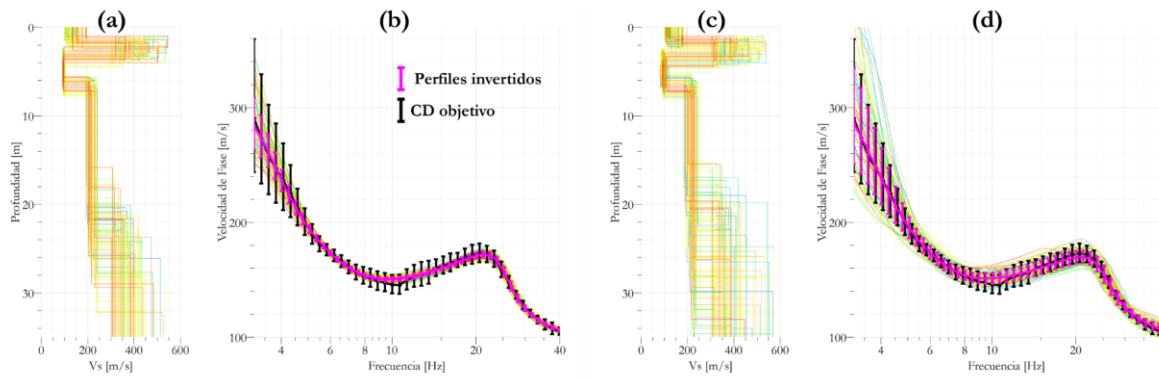 (a)
(b)
(c)
(d)
0
10
20
30
Profundidad [m]
0 200 400 600
Vs [m/s]
300
200
100
Velocidad de Fase [m/s]
Perfiles invertidos
CD objetivo
4 6 8 10 20 40
Frecuencia [Hz]
0
10
20
30
Profundidad [m]
0 200 400 600
Vs [m/s]
300
200
100
Velocidad de Fase [m/s]
4 6 8 10 20
Frecuencia [Hz]